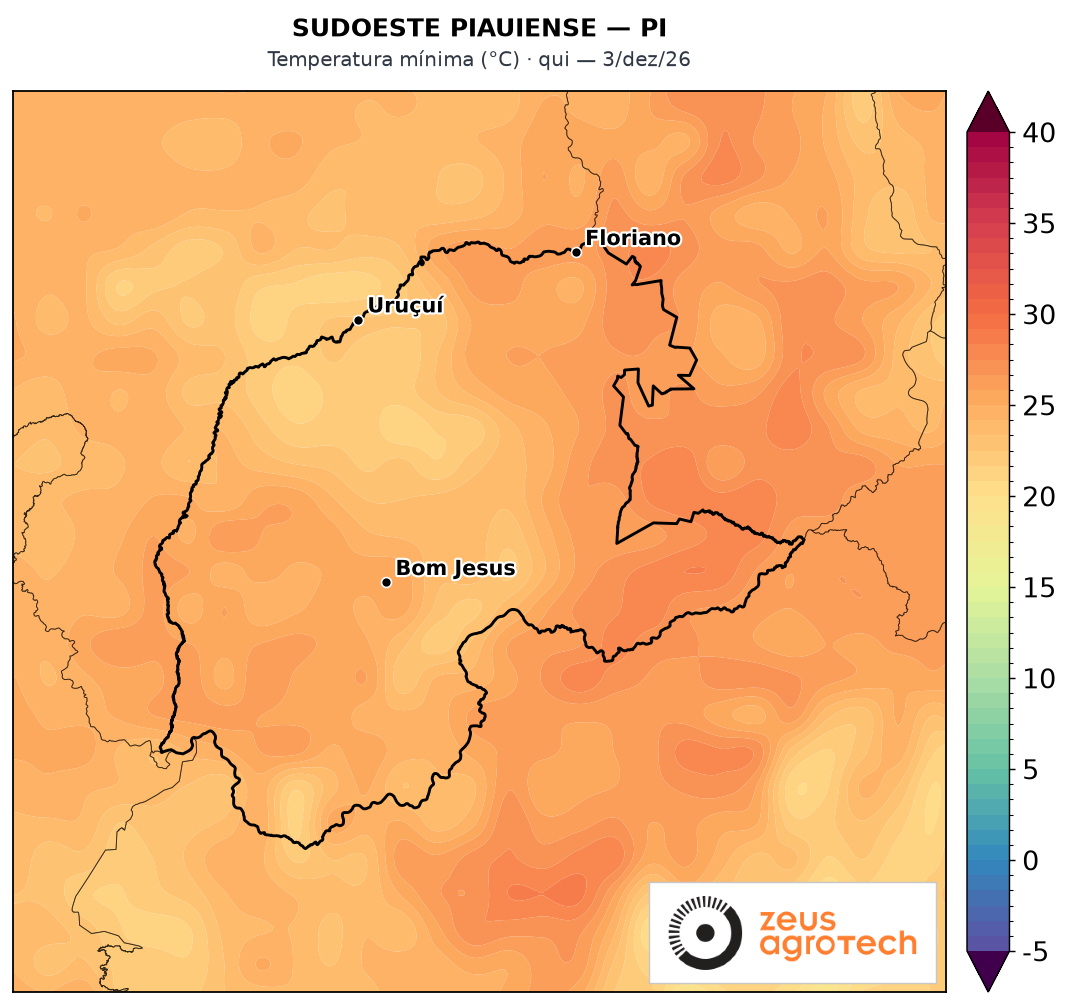 SUDOESTE PIAUIENSE — PI
Temperatura mínima (°C) · qui — 3/dez/26
Floriano
Uruçuí
Bom Jesus
40
35
30
25
20
15
10
5
0
-5
zeus
agrotech